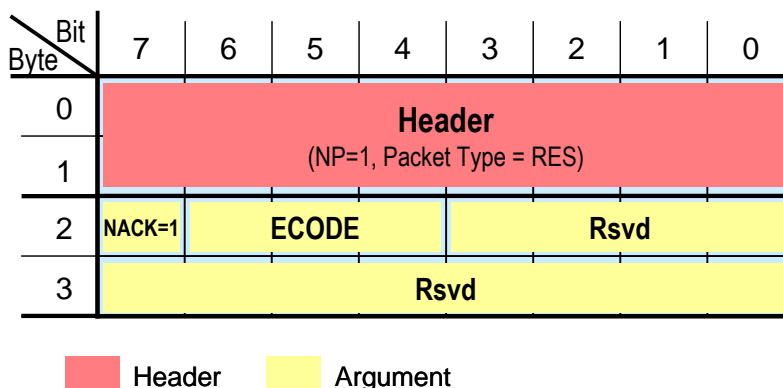 Bit
Byte 7 6 5 4 3 2 1 0
0
Header
(NP=1, Packet Type = RES)
1
2 NACK=1 ECODE Rsvd
3 Rsvd
Header Argument